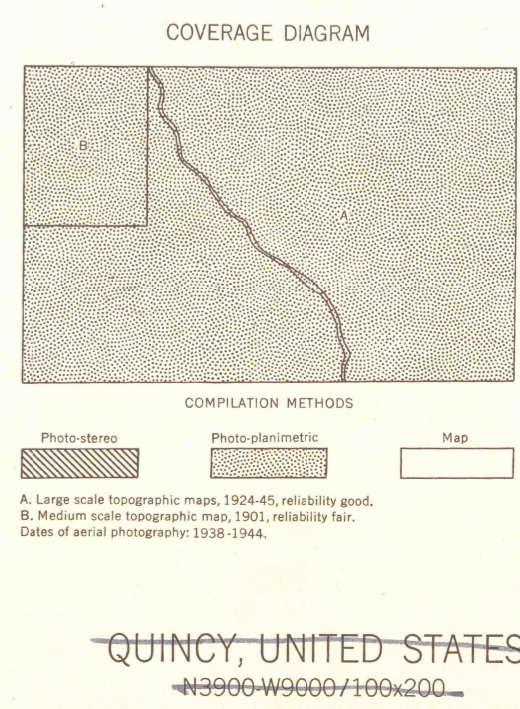 COVERAGE DIAGRAM
B
A
COMPILATION METHODS
Photo-stereo
Photo-planimetric
Map
A. Large scale topographic maps, 1924-45, reliability good.
B. Medium scale topographic map, 1901, reliability fair.
Dates of aerial photography: 1938-1944.
QUINCY, UNITED STATES
N3900-W9000/100x200